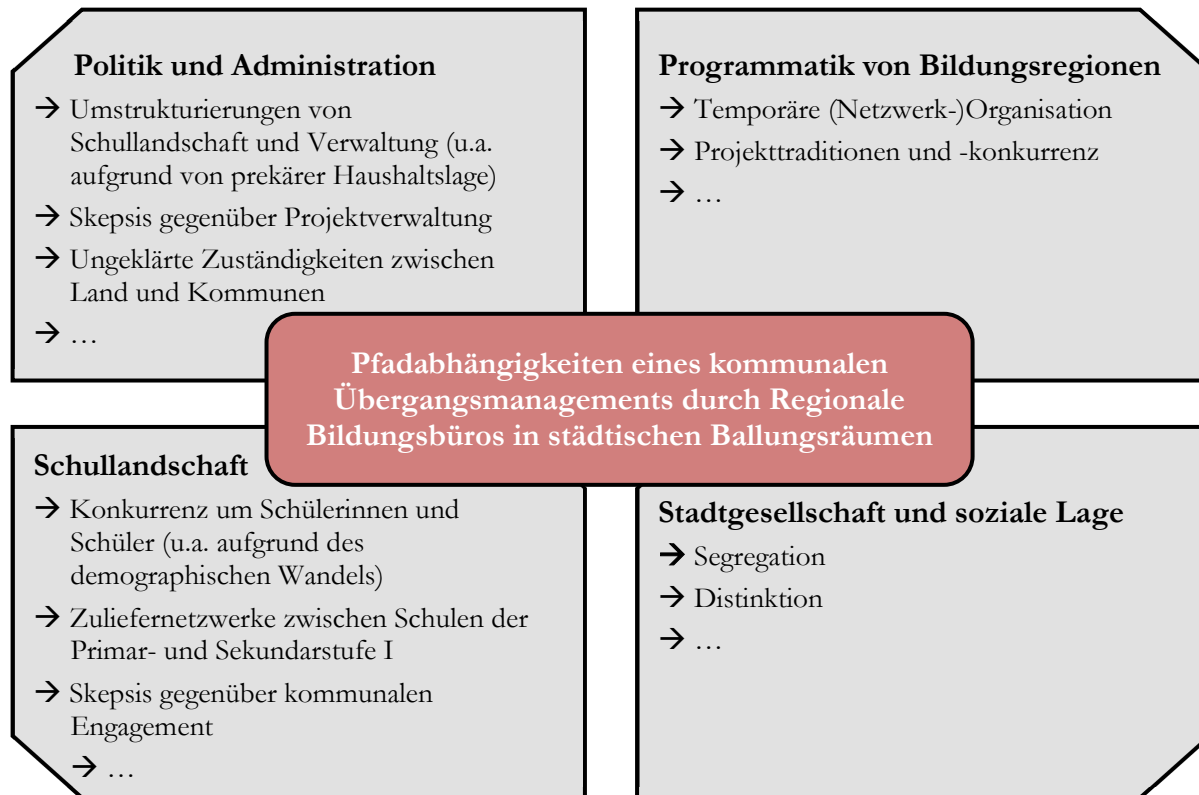 Politik und Administration
→ Umstrukturierungen von
Schullandschaft und Verwaltung (u.a.
aufgrund von prekärer Haushaltslage)
→ Skepsis gegenüber Projektverwaltung
→ Ungeklärte Zuständigkeiten zwischen
Land und Kommunen
→ …
Programmatik von Bildungsregionen
→ Temporäre (Netzwerk-)Organisation
→ Projekttraditionen und -konkurrenz
→ …
Pfadabhängigkeiten eines kommunalen
Übergangsmanagements durch Regionale
Bildungsbüros in städtischen Ballungsräumen
Schullandschaft
→ Konkurrenz um Schülerinnen und
Schüler (u.a. aufgrund des
demographischen Wandels)
→ Zuliefernetzwerke zwischen Schulen der
Primar- und Sekundarstufe I
→ Skepsis gegenüber kommunalen
Engagement
→ …
Stadtgesellschaft und soziale Lage
→ Segregation
→ Distinktion
→ …